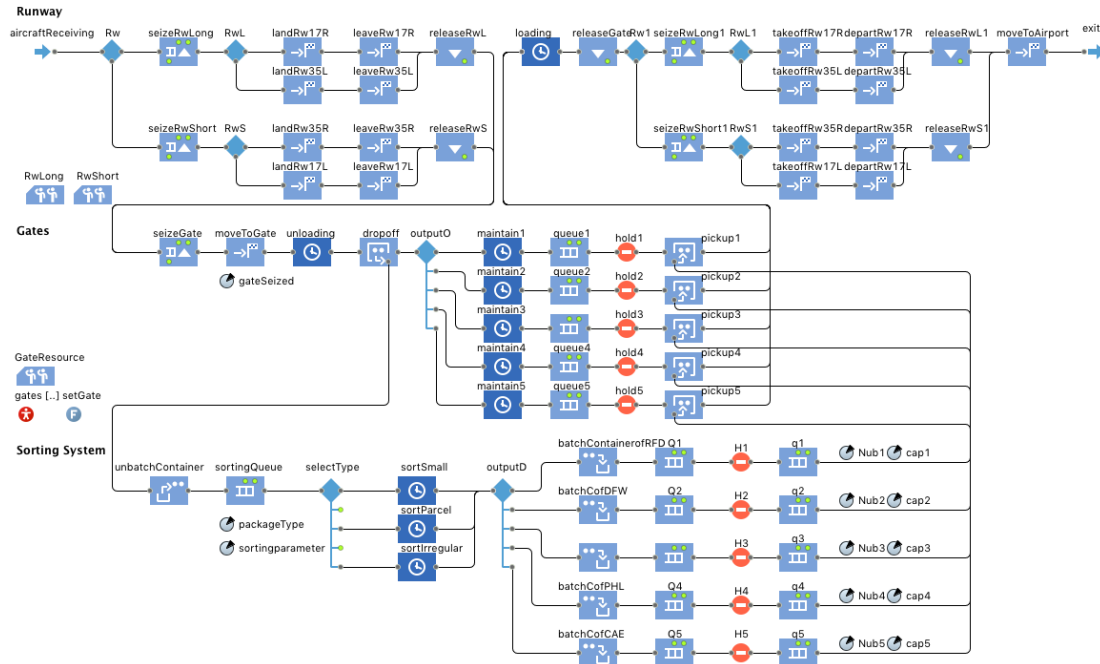 Runway
aircraftReceiving
Rw
seizeRwLong
RwL
landRw17R
leaveRw17R
releaseRwL
landRw35L
leaveRw35L
seizeRwShort
RwS
landRw35R
leaveRw35R
releaseRwS
landRw17L
leaveRw17L
RwLong
RwShort
loading
releaseGate
Rw1
seizeRwLong1
RwL1
takeoffRw17R
departRw17R
releaseRwL1
moveToAirport
exit
takeoffRw35L
departRw35L
seizeRwShort1
RwS1
takeoffRw35R
departRw35R
releaseRwS1
takeoffRw17L
departRw17L
Gates
seizeGate
moveToGate
unloading
dropoff
outputO
gateSeized
maintain1
queue1
hold1
pickup1
maintain2
queue2
hold2
pickup2
maintain3
queue3
hold3
pickup3
maintain4
queue4
hold4
pickup4
maintain5
queue5
hold5
pickup5
GateResource
gates [..]
setGate
F
Sorting System
unbatchContainer
sortingQueue
selectType
sortSmall
outputD
packageType
sortParcel
sortingparameter
sortIrregular
batchContainerofRFD
Q1
H1
q1
Nub1
cap1
batchCofDFW
Q2
H2
q2
Nub2
cap2
Q3
H3
q3
Nub3
cap3
batchCofPHL
Q4
H4
q4
Nub4
cap4
batchCofCAE
Q5
H5
q5
Nub5
cap5